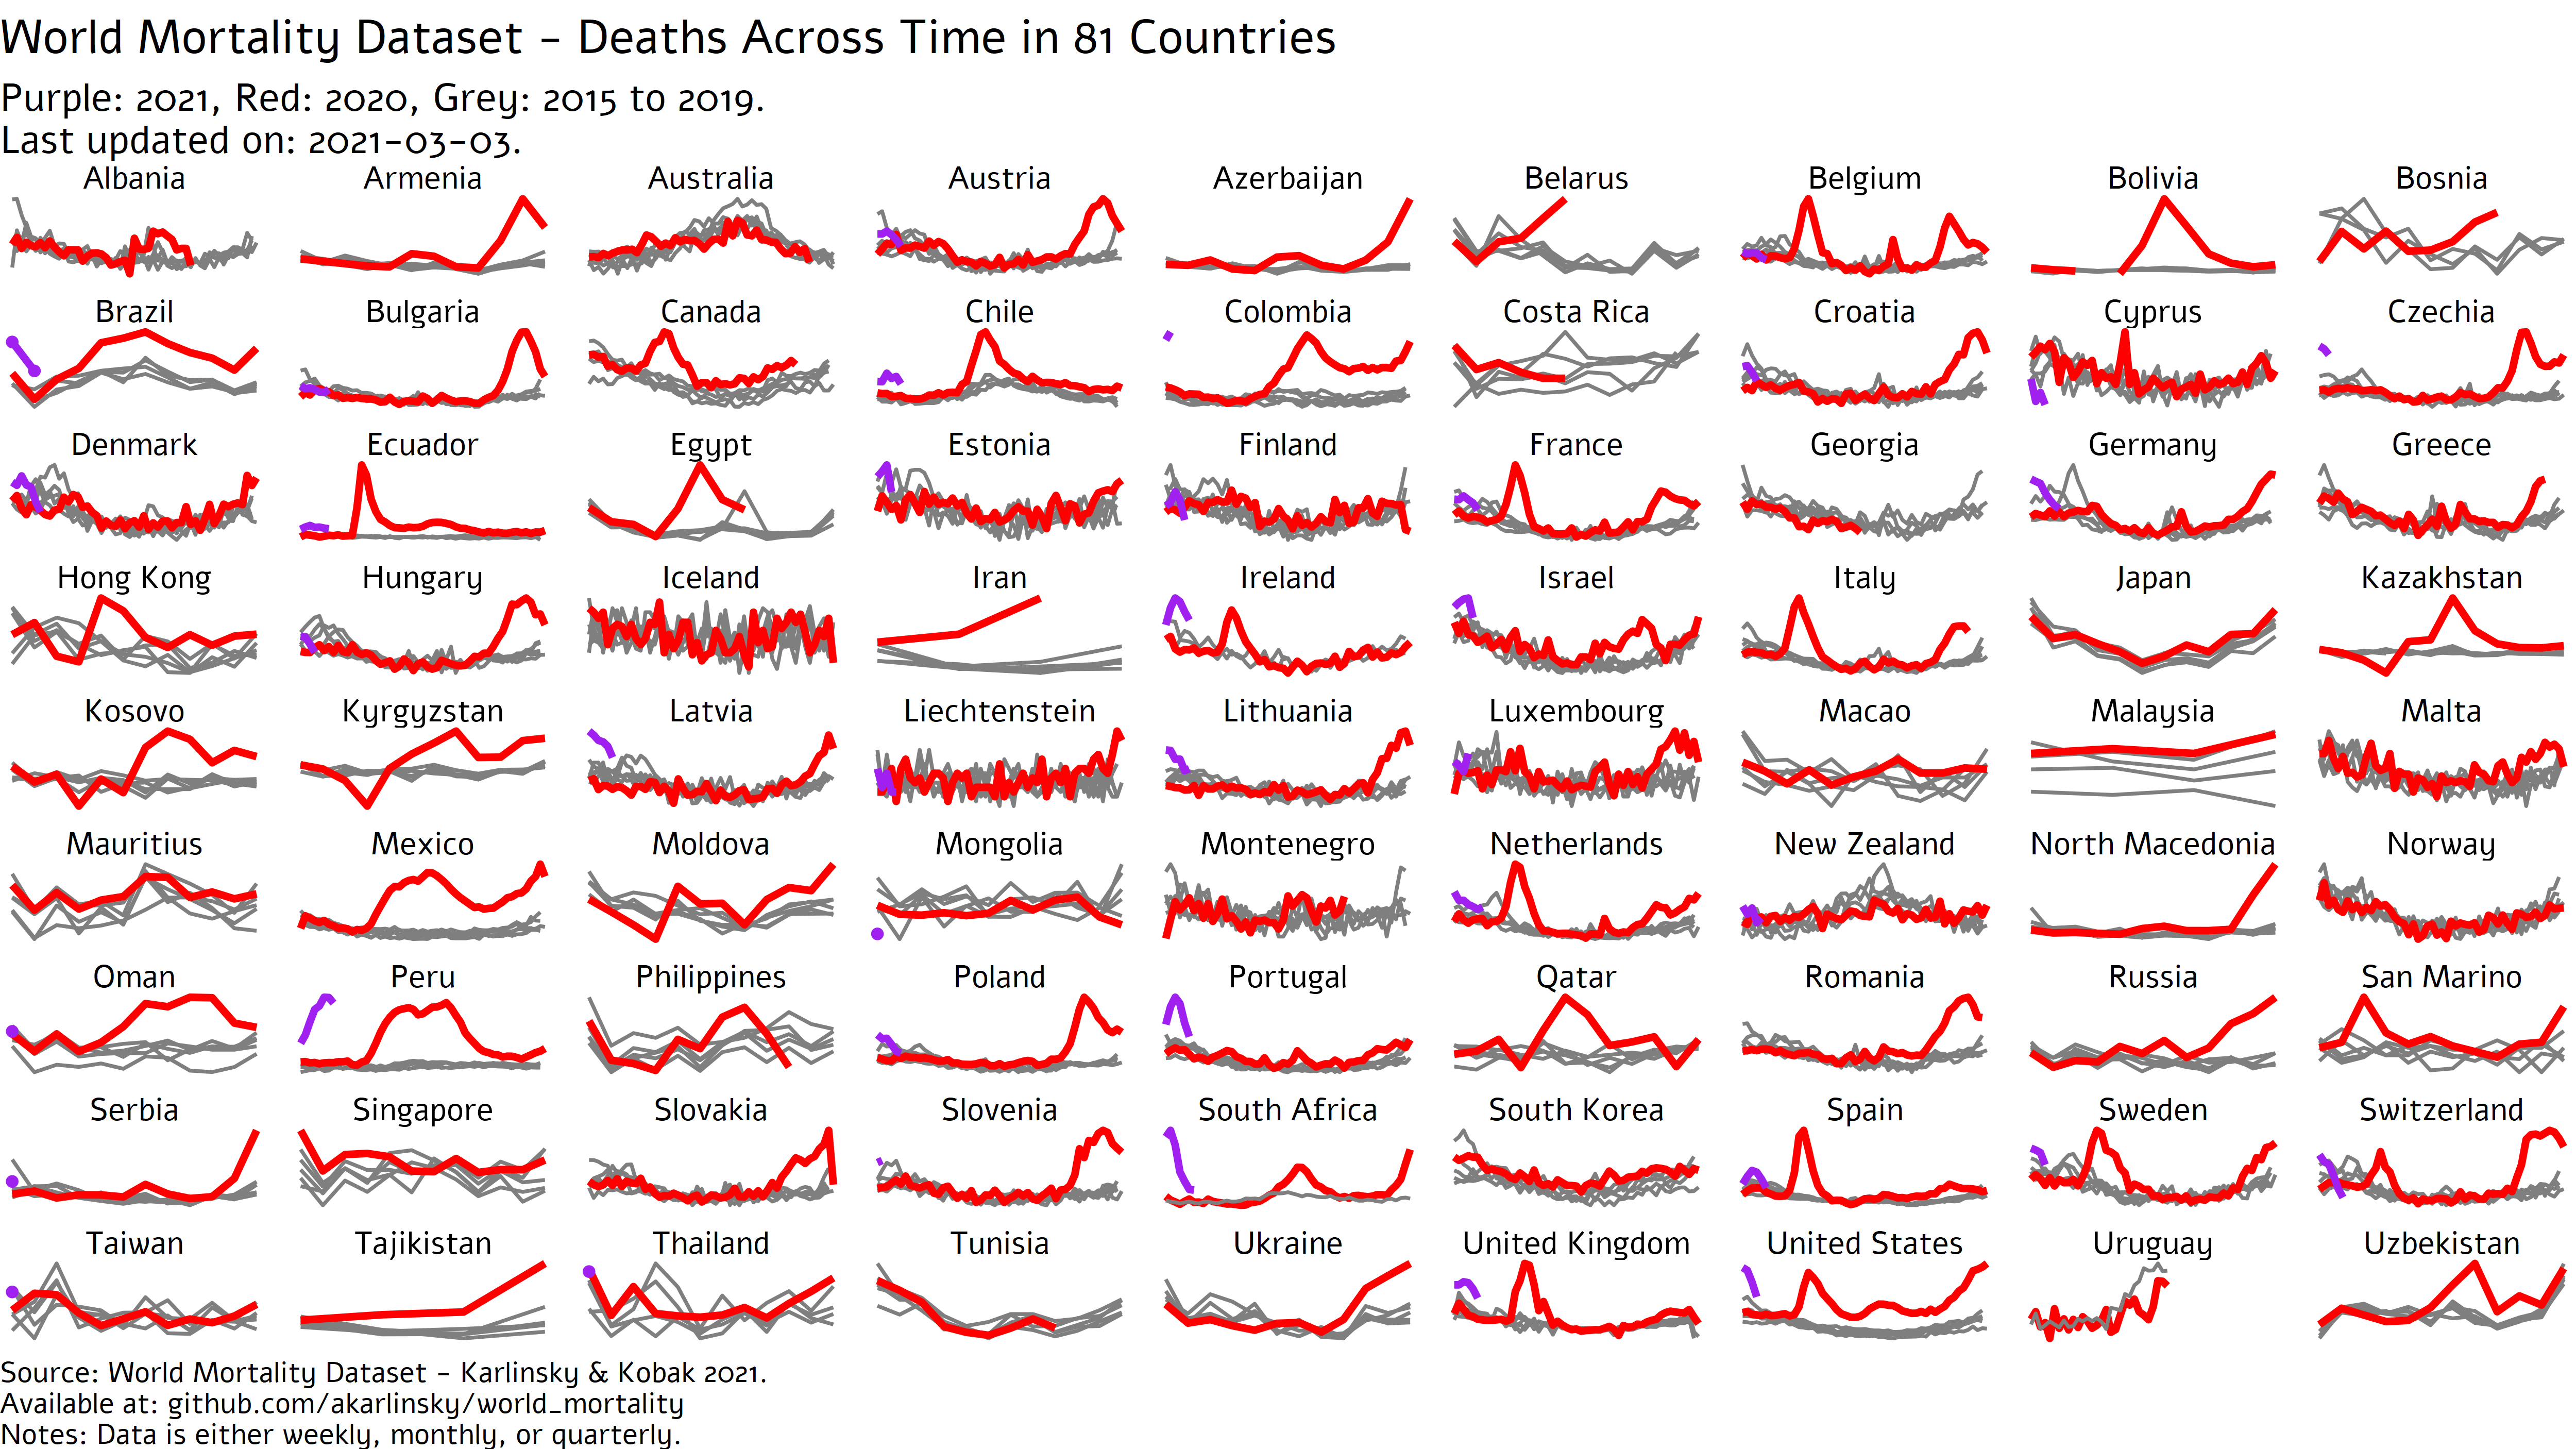 World Mortality Dataset - Deaths Across Time in 81 Countries
Purple: 2021, Red: 2020, Grey: 2015 to 2019.
Last updated on: 2021-03-03.
Albania Armenia Australia Austria Azerbaijan Belarus Belgium Bolivia Bosnia
Brazil Bulgaria Canada Chile Colombia Costa Rica Croatia Cyprus Czechia
Denmark Ecuador Egypt Estonia Finland France Georgia Germany Greece
Hong Kong Hungary Iceland Iran Ireland Israel Italy Japan Kazakhstan
Kosovo Kyrgyzstan Latvia Liechtenstein Lithuania Luxembourg Macao Malaysia Malta
Mauritius Mexico Moldova Mongolia Montenegro Netherlands New Zealand North Macedonia Norway
Oman Peru Philippines Poland Portugal Qatar Romania Russia San Marino
Serbia Singapore Slovakia Slovenia South Africa South Korea Spain Sweden Switzerland
Taiwan Tajikistan Thailand Tunisia Ukraine United Kingdom United States Uruguay Uzbekistan
Source: World Mortality Dataset - Karlinsky & Kobak 2021.
Available at: github.com/akarlinsky/world_mortality
Notes: Data is either weekly, monthly, or quarterly.